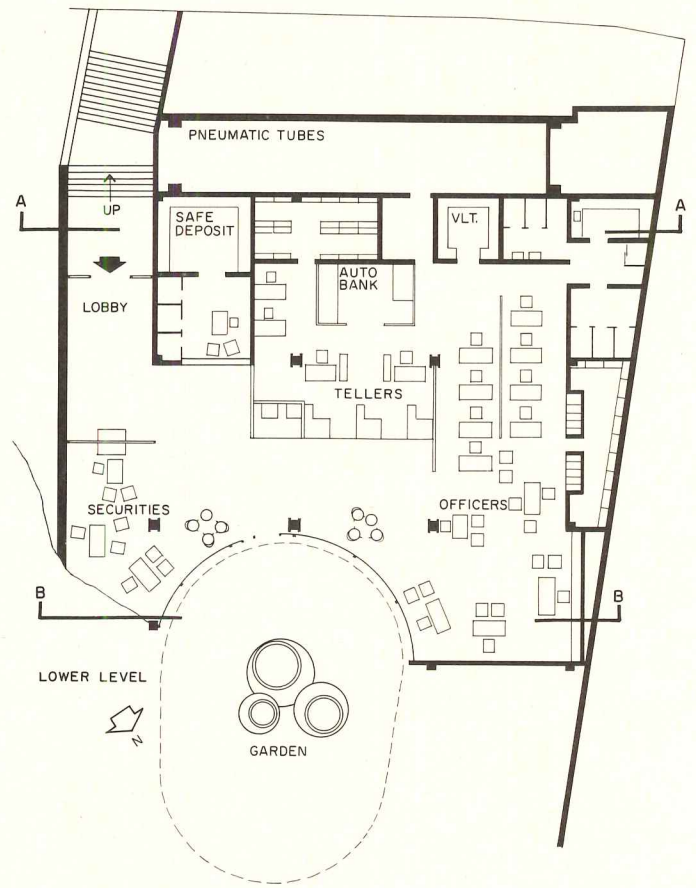 PNEUMATIC TUBES
A
A
UP
SAFE
DEPOSIT
VLT.
LOBBY
AUTO
BANK
TELLERS
SECURITIES
OFFICERS
B
B
LOWER LEVEL
N
GARDEN